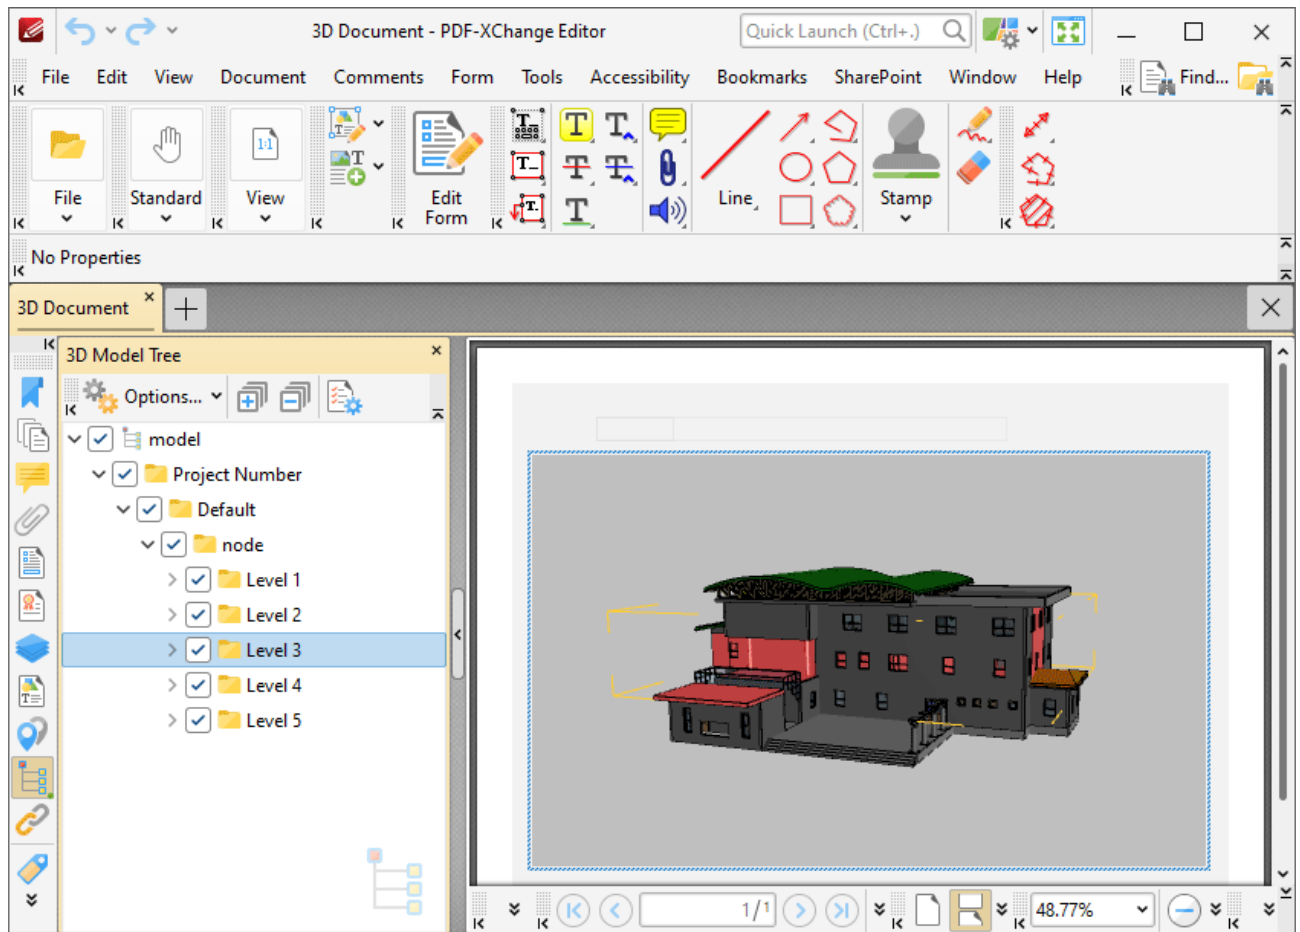 3D Document - PDF-XChange Editor
Quick Launch (Ctrl+.)
File Edit View Document Comments Form Tools Accessibility Bookmarks SharePoint Window Help Find...
File Standard View Edit Form Line Stamp
1:1
No Properties
3D Document
3D Model Tree
Options...
model
Project Number
Default
node
Level 1
Level 2
Level 3
Level 4
Level 5
1/1
48.77%